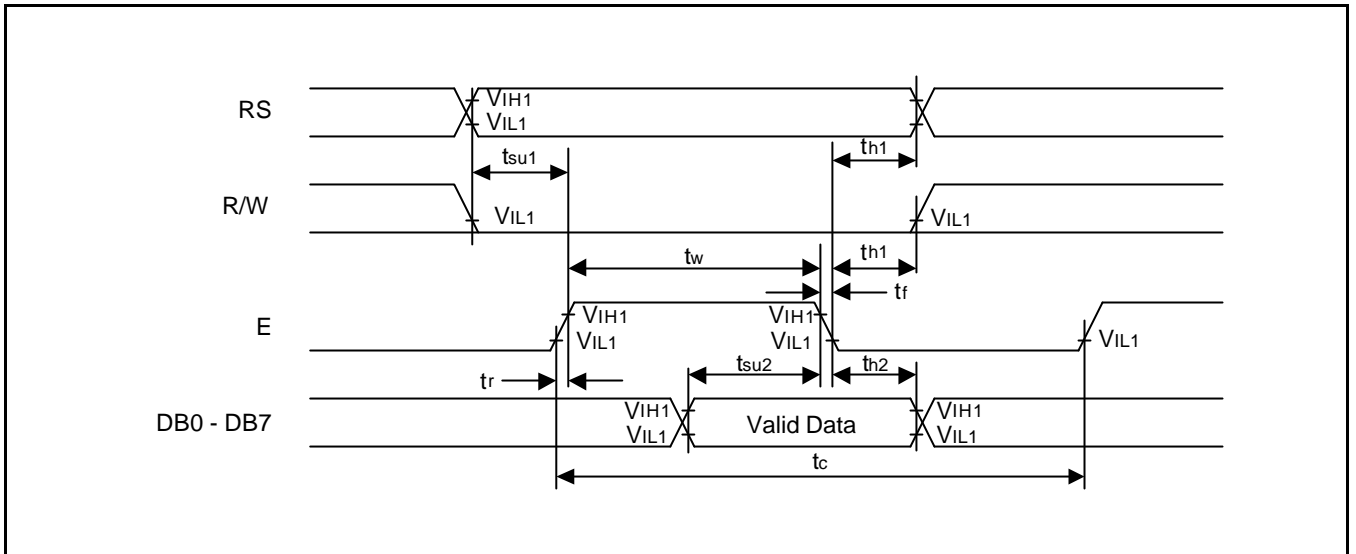 RS
VIH1
VIL1
tsu1
th1
R/W
VIL1
VIL1
tw
th1
tf
E
VIH1
VIL1
VIH1
VIL1
VIL1
tr
tsu2
th2
DB0 - DB7
VIH1
VIL1
Valid Data
VIH1
VIL1
tc